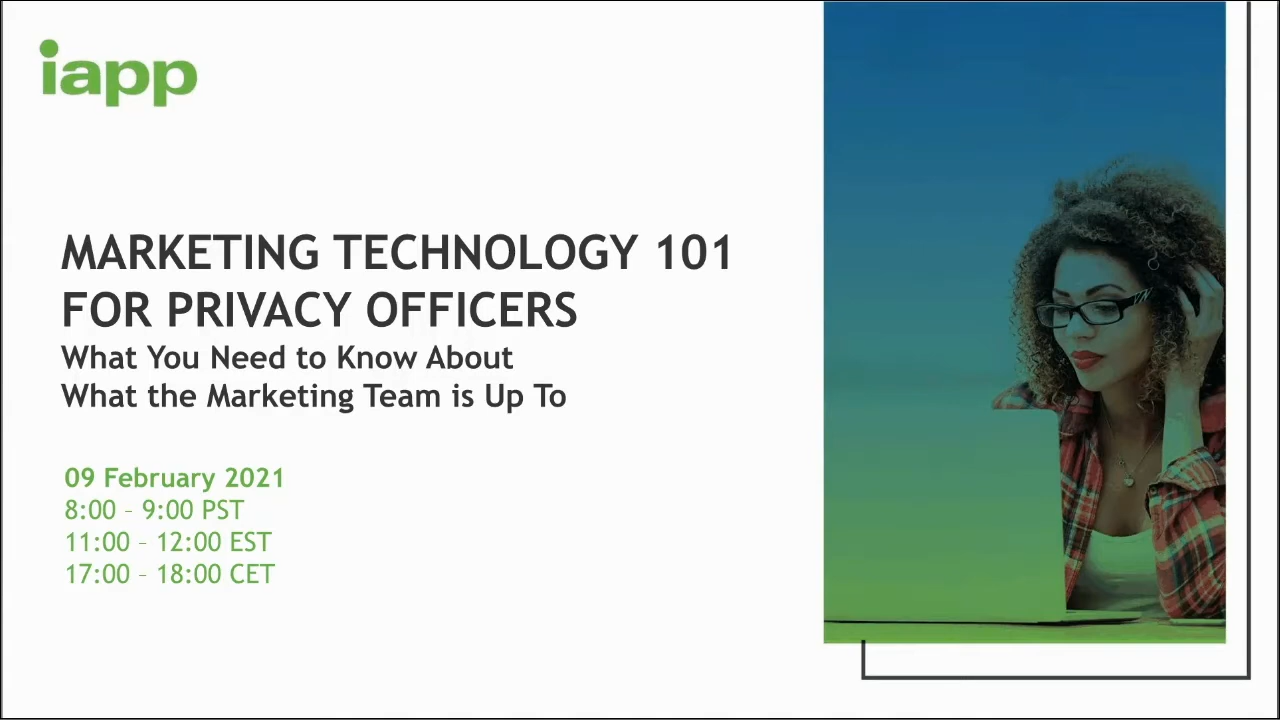 iapp
MARKETING TECHNOLOGY 101
FOR PRIVACY OFFICERS
What You Need to Know About
What the Marketing Team is Up To
09 February 2021
8:00 – 9:00 PST
11:00 – 12:00 EST
17:00 – 18:00 CET